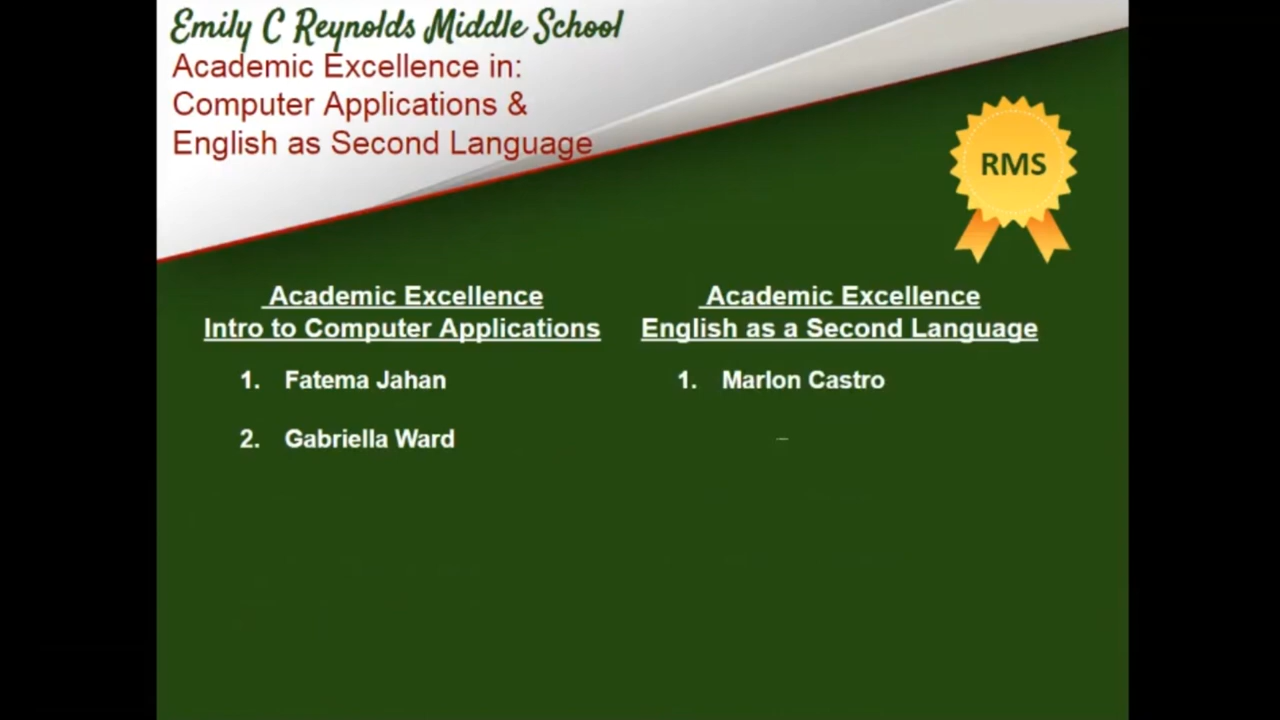 Emily C Reynolds Middle School
Academic Excellence in:
Computer Applications &
English as Second Language
RMS
Academic Excellence
Intro to Computer Applications
1. Fatema Jahan
2. Gabriella Ward
Academic Excellence
English as a Second Language
1. Marlon Castro